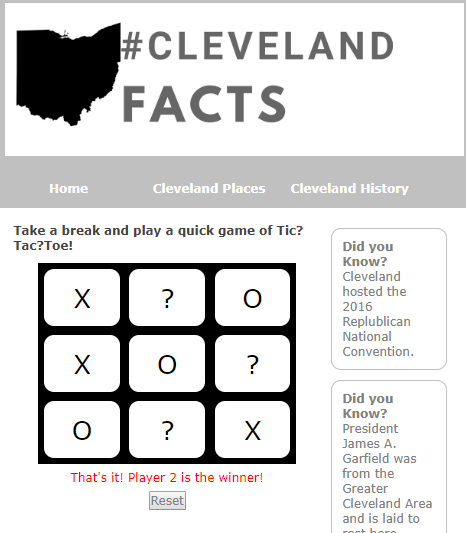 #CLEVELAND
FACTS
Home Cleveland Places Cleveland History
Take a break and play a quick game of Tic?
Tac?Toe!
X ? O
X O ?
O ? X
That's it! Player 2 is the winner!
Reset
Did you
Know?
Cleveland
hosted the
2016
Replublican
National
Convention.
Did you
Know?
President
James A.
Garfield was
from the
Greater
Cleveland Area
and is laid to
rest here